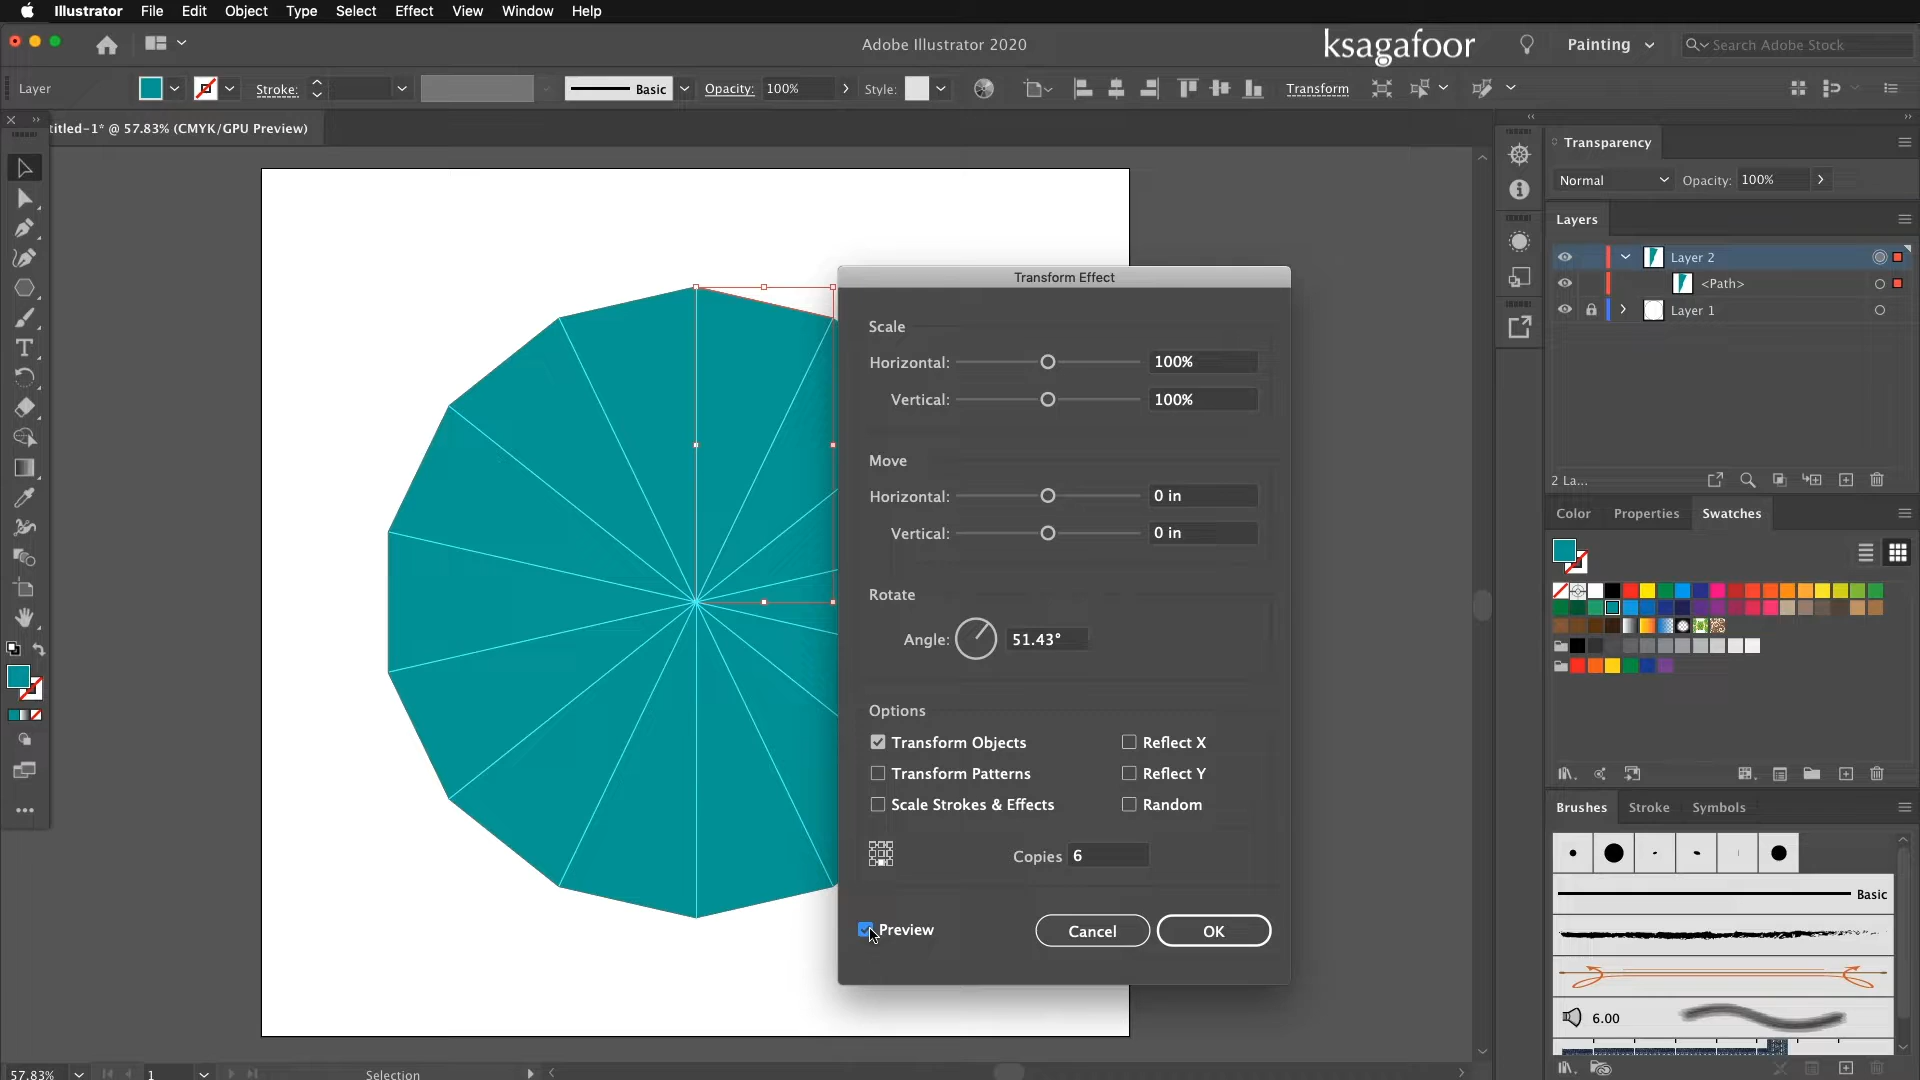 Illustrator File Edit Object Type Select Effect View Window Help
Adobe Illustrator 2020
ksagafoor
Painting
Search Adobe Stock
Layer
Stroke:
Basic
Opacity: 100%
Style:
Transform
titled-1* @ 57.83% (CMYK/GPU Preview)
Transparency
Normal
Opacity: 100%
Layers
Layer 2
<Path>
Layer 1
2 La...
Transform Effect
Scale
Horizontal: 100%
Vertical: 100%
Move
Horizontal: 0 in
Vertical: 0 in
Rotate
Angle: 51.43°
Options
Transform Objects
Reflect X
Transform Patterns
Reflect Y
Scale Strokes & Effects
Random
Copies 6
Preview
Cancel
OK
Color Properties Swatches
Brushes Stroke Symbols
Basic
6.00
57.83%
1
Selection